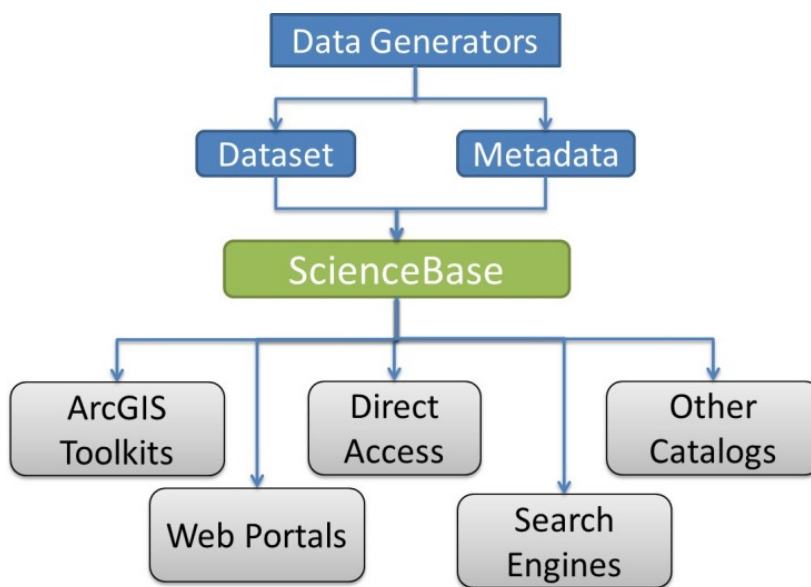 Data Generators
Dataset
Metadata
ScienceBase
ArcGIS
Toolkits
Direct
Access
Other
Catalogs
Web Portals
Search
Engines